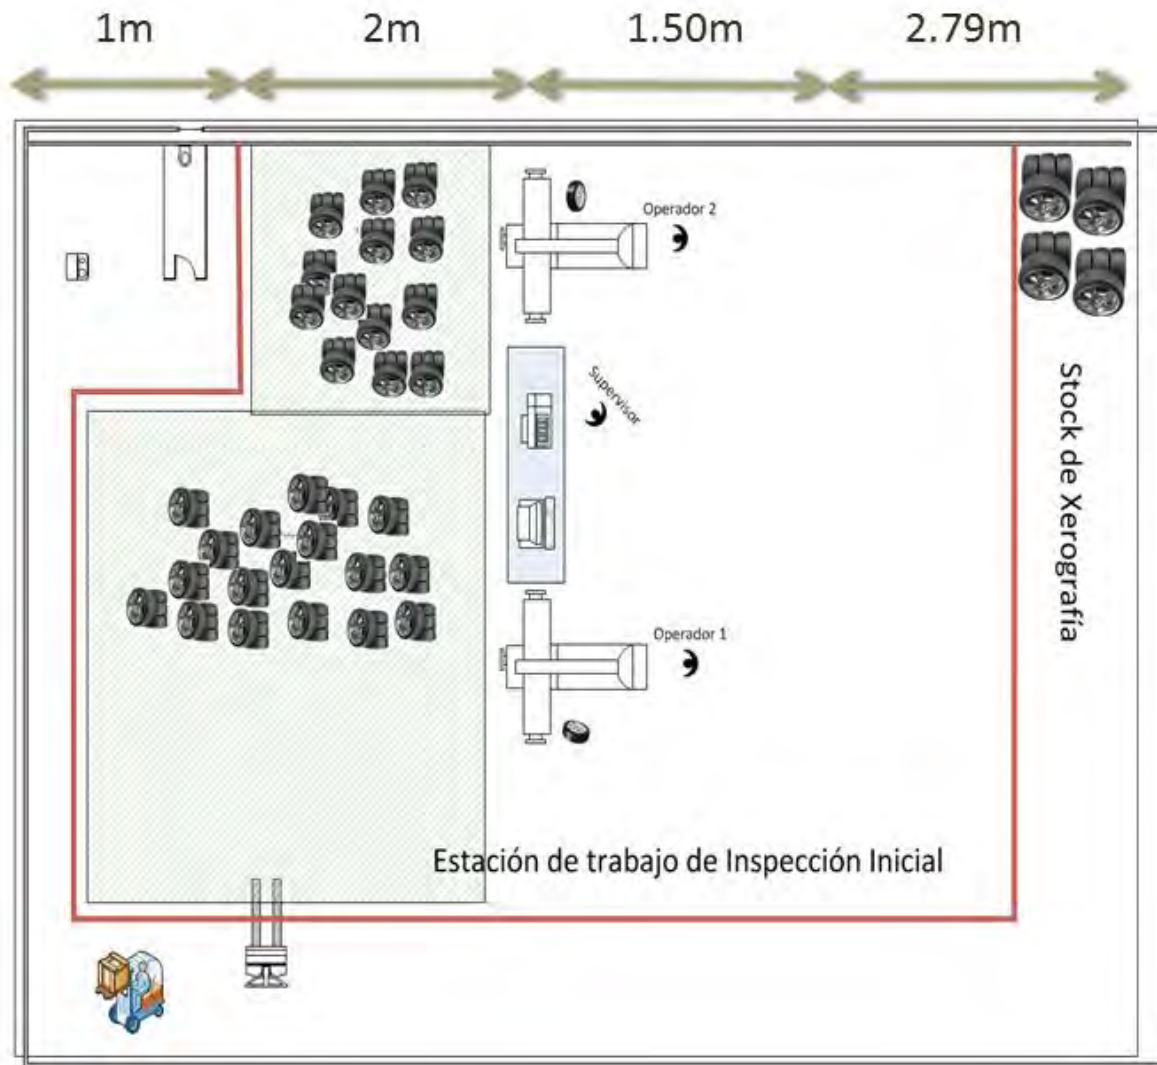 1m
2m
1.50m
2.79m
Operador 2
Supervisor
Stock de Xerografía
Operador 1
Estación de trabajo de Inspección Inicial